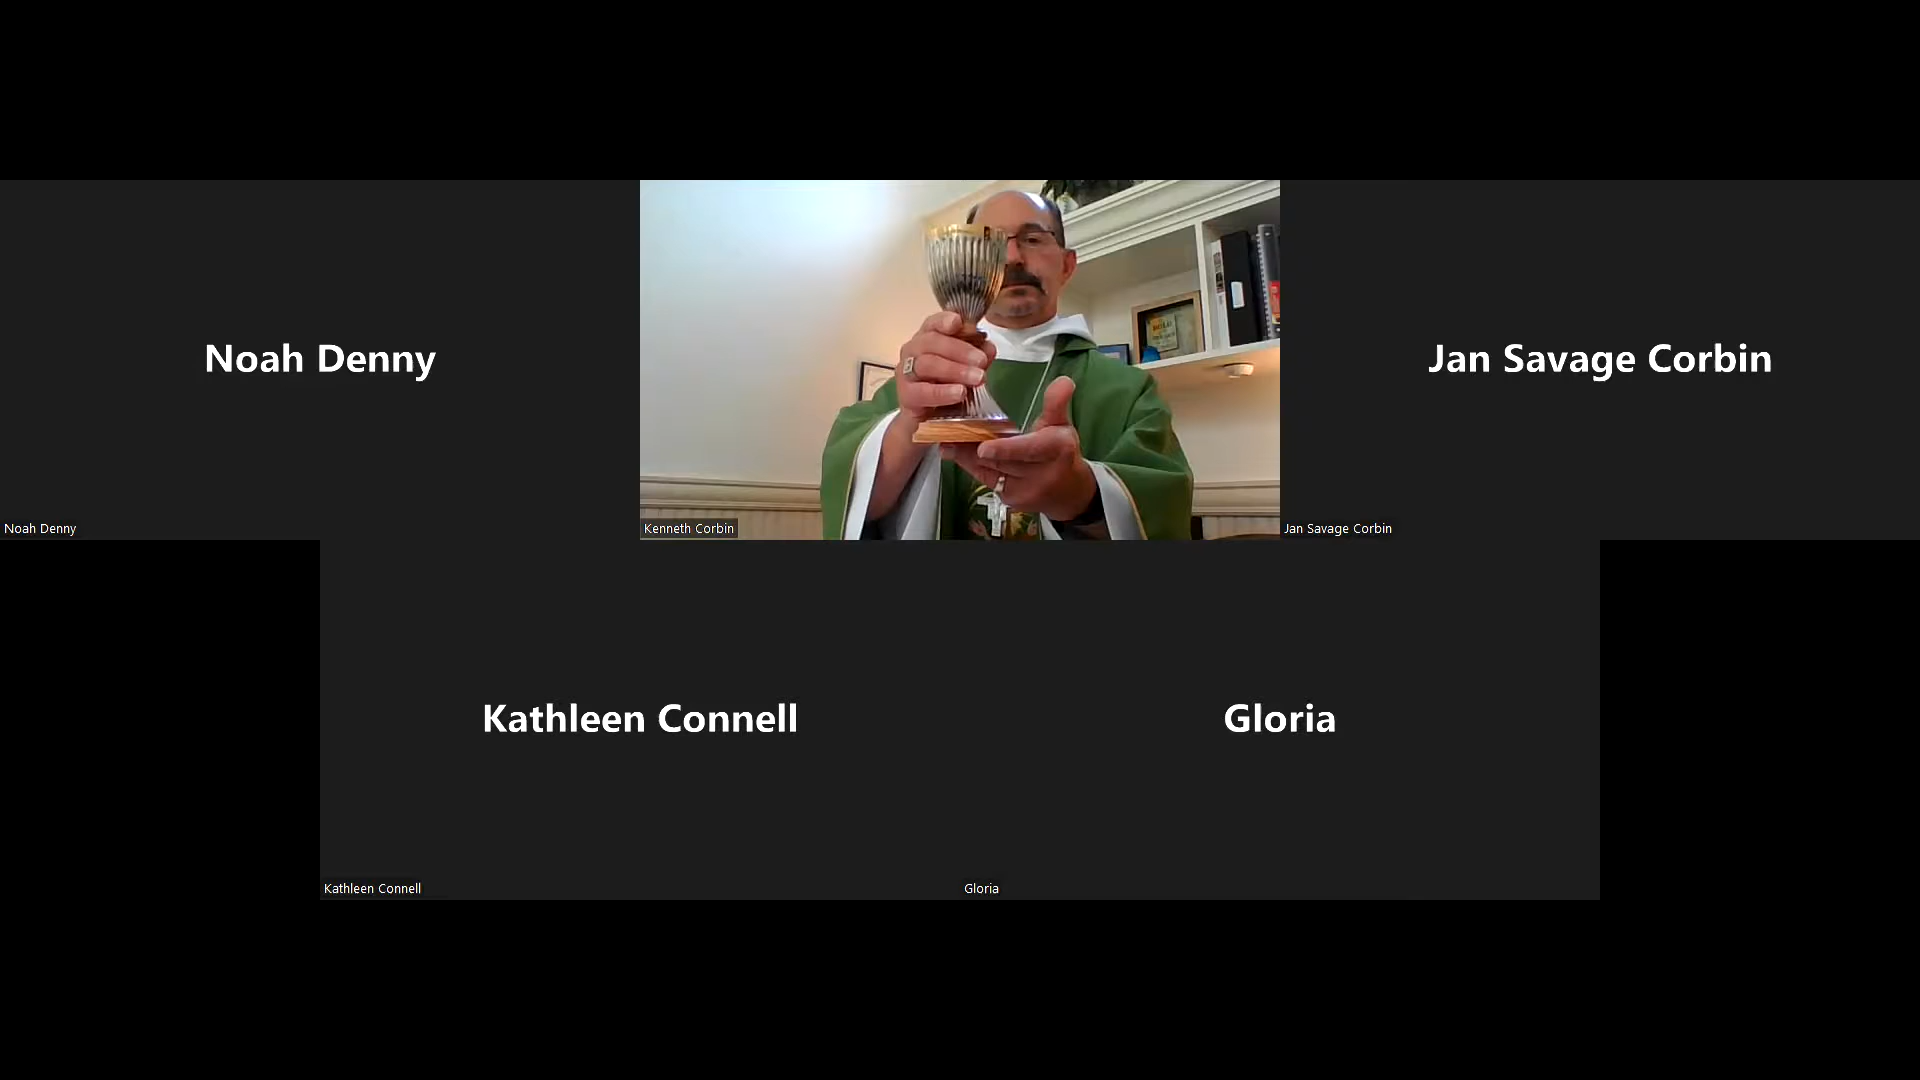 Noah Denny
Jan Savage Corbin
Noah Denny
Kenneth Corbin
Jan Savage Corbin
Kathleen Connell
Gloria
Kathleen Connell
Gloria